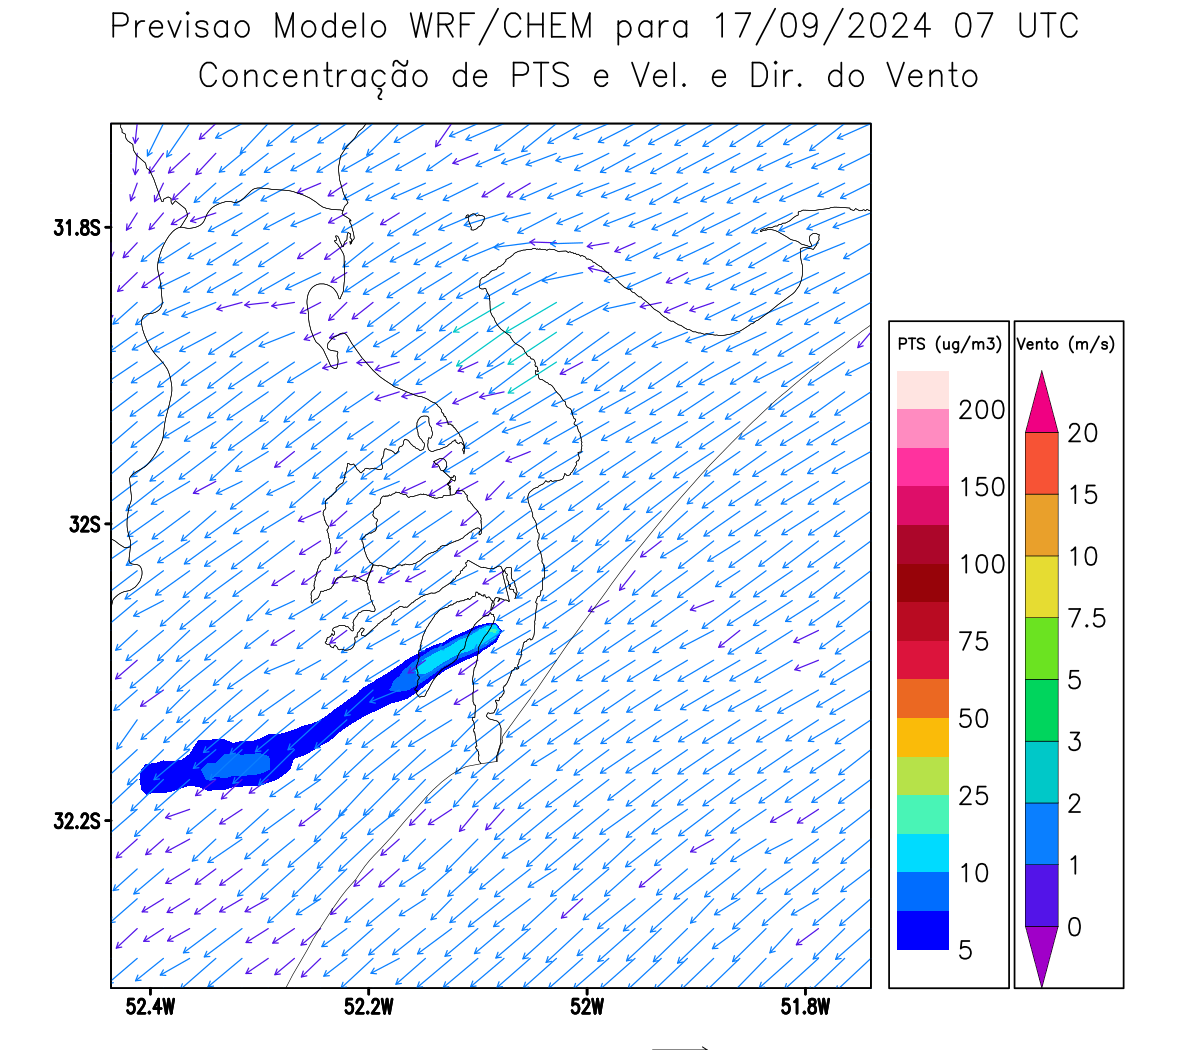 Previsao Modelo WRF/CHEM para 17/09/2024 07 UTC
Concentração de PTS e Vel. e Dir. do Vento
31.8S
32S
32.2S
52.4W 52.2W 52W 51.8W
PTS (ug/m3)
200
150
100
75
50
25
10
5
Vento (m/s)
20
15
10
7.5
5
3
2
1
0